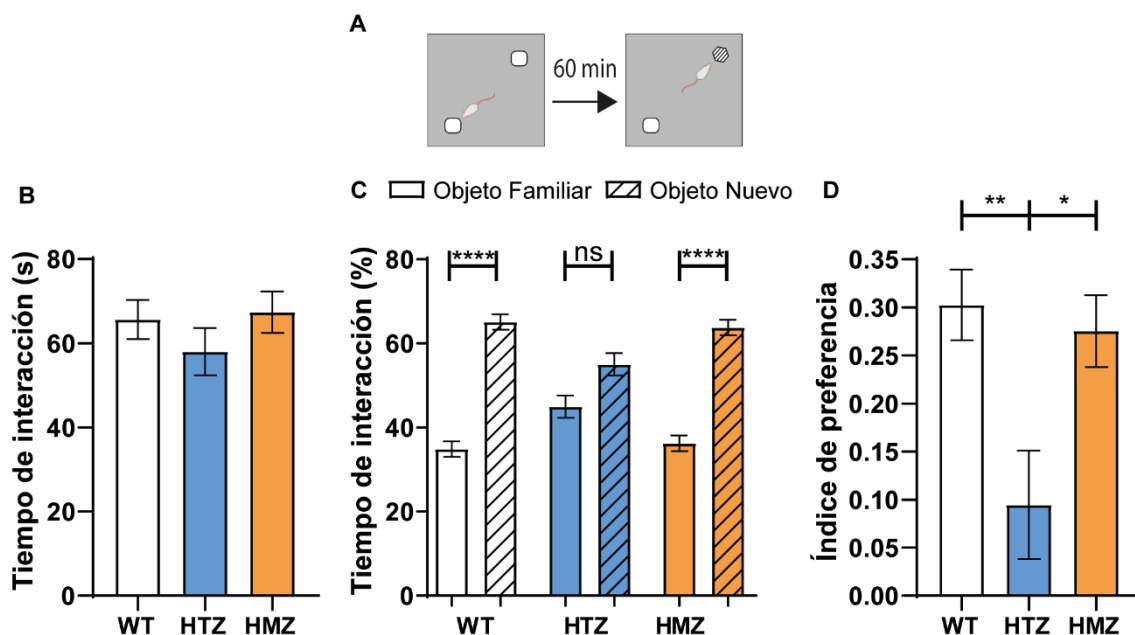 A
60 min
B
Tiempo de interacción (s)
80
60
40
20
0
WT HTZ HMZ
C
Objeto Familiar Objeto Nuevo
Tiempo de interacción (%)
80
60
40
20
0
**** ns ****
WT HTZ HMZ
D
** *
Índice de preferencia
0.35
0.30
0.25
0.20
0.15
0.10
0.05
0.00
WT HTZ HMZ